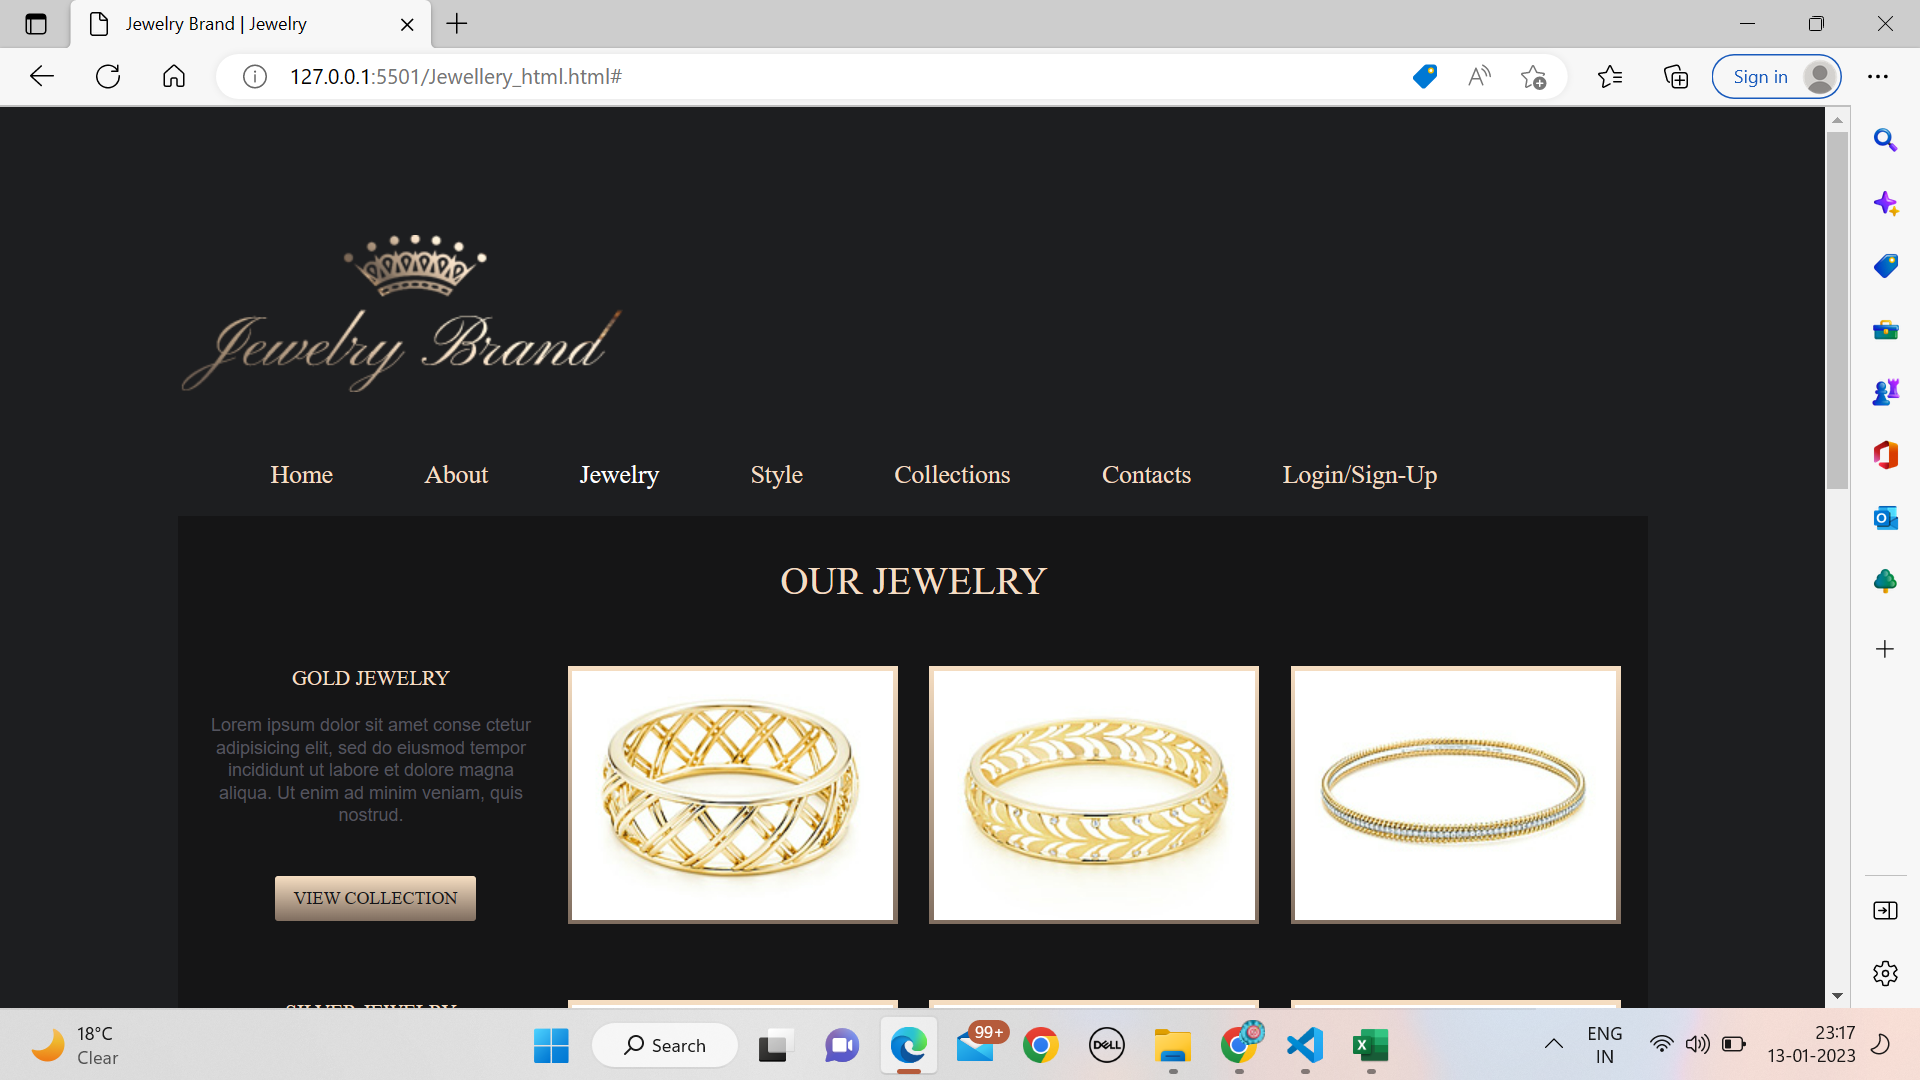 Jewelry Brand | Jewelry
127.0.0.1:5501/Jewellery_html.html#
Sign in
Jewelry Brand
Home About Jewelry Style Collections Contacts Login/Sign-Up
OUR JEWELRY
GOLD JEWELRY
Lorem ipsum dolor sit amet conse ctetur
adipisicing elit, sed do eiusmod tempor
incididunt ut labore et dolore magna
aliqua. Ut enim ad minim veniam, quis
nostrud.
VIEW COLLECTION
SILVER JEWELRY
18°C
Clear
Search
99+
DELL
ENG
IN
23:17
13-01-2023